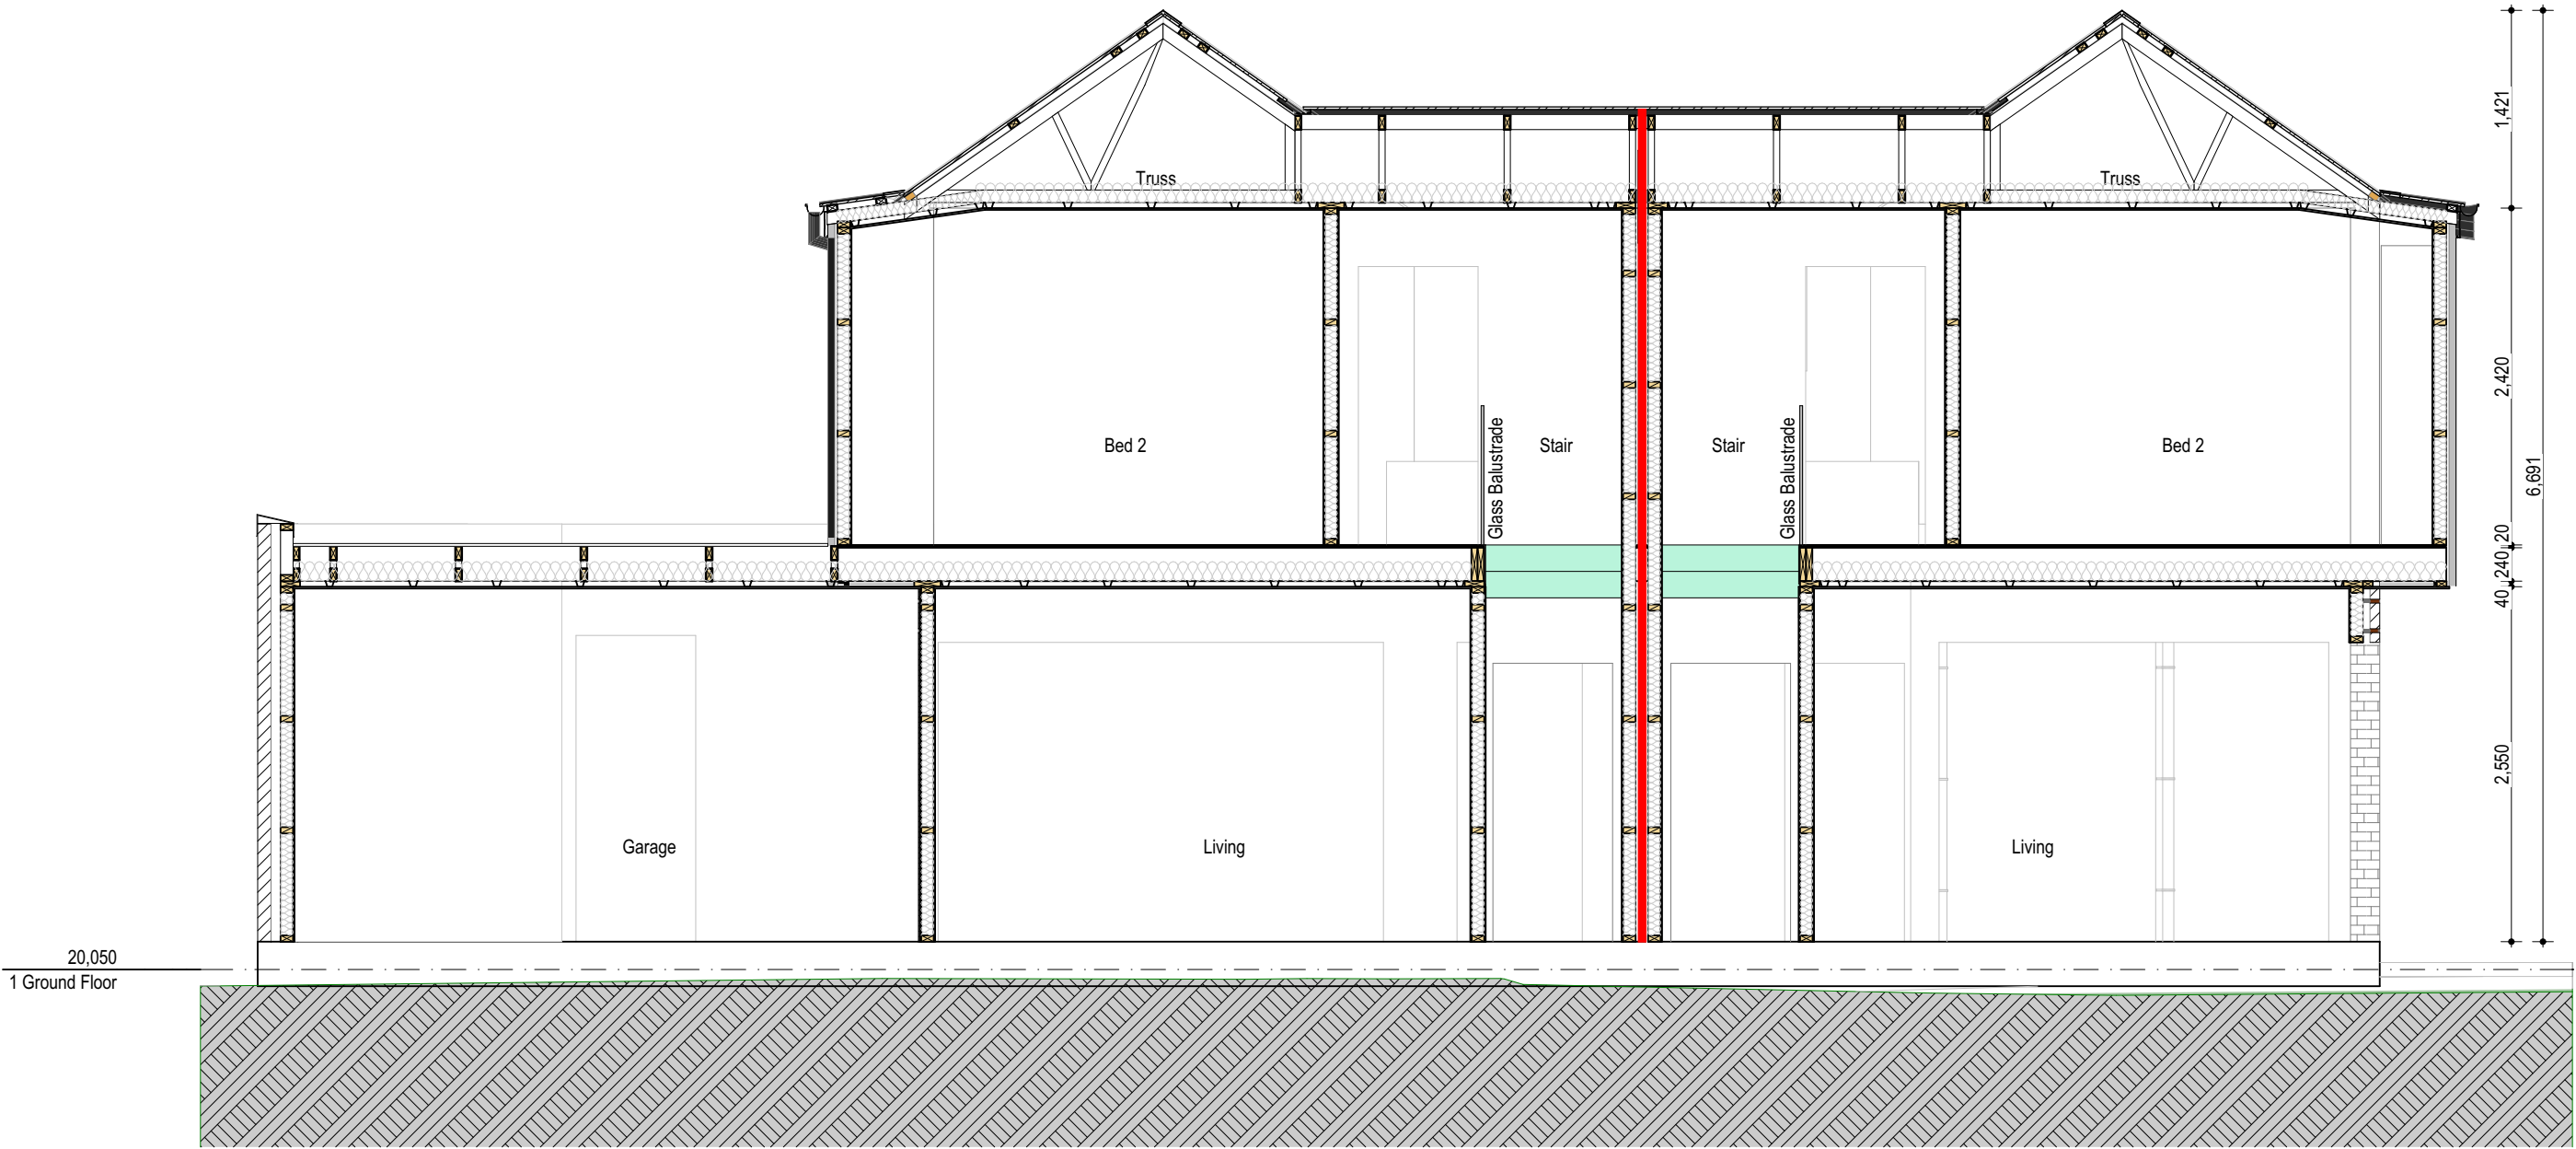 1,421
Truss
Truss
2,420
Bed 2
Glass Balustrade
Stair
Stair
Glass Balustrade
Bed 2
6,691
20
240
40
2,550
Garage
Living
Living
20,050
1 Ground Floor